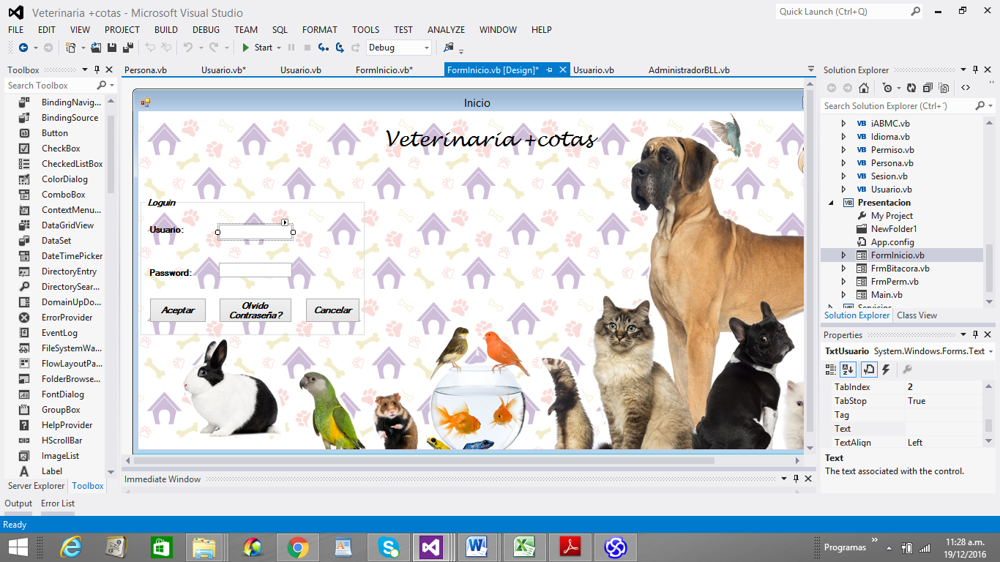 Veterinaria +cotas - Microsoft Visual Studio
Quick Launch (Ctrl+Q)
FILE EDIT VIEW PROJECT BUILD DEBUG TEAM SQL FORMAT TOOLS TEST ANALYZE WINDOW HELP
Start Debug
Toolbox
Search Toolbox
BindingNavig...
BindingSource
Button
CheckBox
CheckedListBox
ColorDialog
ComboBox
ContextMenu...
DataGridView
DataSet
DateTimePicker
DirectoryEntry
DirectorySear...
DomainUpDo...
ErrorProvider
EventLog
FileSystemWa...
FlowLayoutPa...
FolderBrowse...
FontDialog
GroupBox
HelpProvider
HScrollBar
ImageList
Label
Server Explorer Toolbox
Persona.vb Usuario.vb* Usuario.vb FormInicio.vb* FormInicio.vb [Design]* Usuario.vb AdministradorBLL.vb
Inicio
Veterinaria +cotas
Loguin
Usuario:
Password:
Aceptar
Olvido
Contraseña?
Cancelar
Immediate Window
Solution Explorer
Search Solution Explorer (Ctrl+´)
VB iABMC.vb
VB Idioma.vb
VB Permiso.vb
VB Persona.vb
VB Sesion.vb
VB Usuario.vb
VB Presentacion
My Project
NewFolder1
App.config
FormInicio.vb
FrmBitacora.vb
FrmPerm.vb
Main.vb
Servicios
Solution Explorer Class View
Properties
TxtUsuario System.Windows.Forms.Text
TabIndex 2
TabStop True
Tag
Text
TextAlign Left
Text
The text associated with the control.
Output Error List
Ready
Programas
11:28 a.m.
19/12/2016